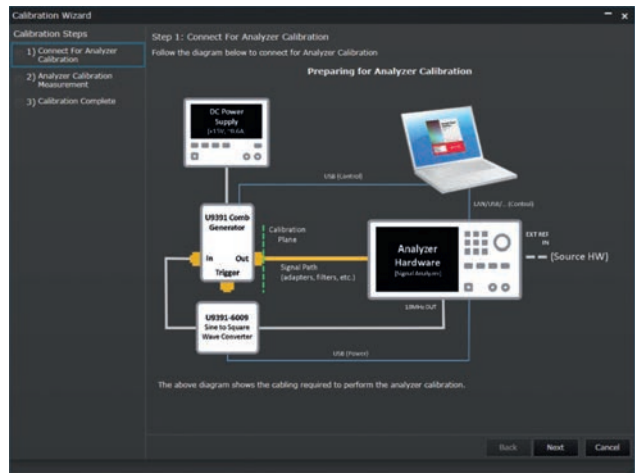 Calibration Wizard
Calibration Steps
1) Connect For Analyzer
Calibration
2) Analyzer Calibration
Measurement
3) Calibration Complete
Step 1: Connect For Analyzer Calibration
Follow the diagram below to connect for Analyzer Calibration
Preparing for Analyzer Calibration
DC Power
Supply
USB (Control)
LAN/USB/... (Control)
U9391 Comb
Generator
In
Out
Trigger
Calibration
Plane
Signal Path
(adapters, filters, etc.)
Analyzer
Hardware
(Signal Analyzer)
EXT REF
IN
(Source HW)
10MHz OUT
U9391-6009
Sine to Square
Wave Converter
USB (Power)
The above diagram shows the cabling required to perform the analyzer calibration.
Back
Next
Cancel